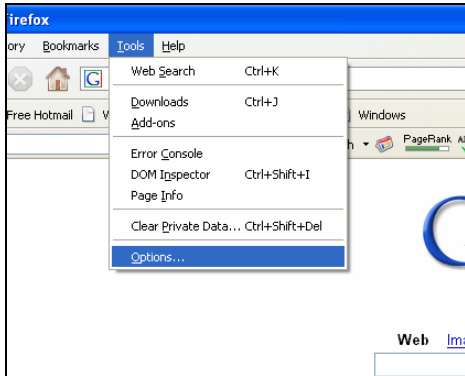 irefox
ory Bookmarks Tools Help
Web Search Ctrl+K
Downloads Ctrl+J
Add-ons
Error Console
DOM Inspector Ctrl+Shift+I
Page Info
Clear Private Data... Ctrl+Shift+Del
Options...
G
Free Hotmail
Windows
PageRank
Web